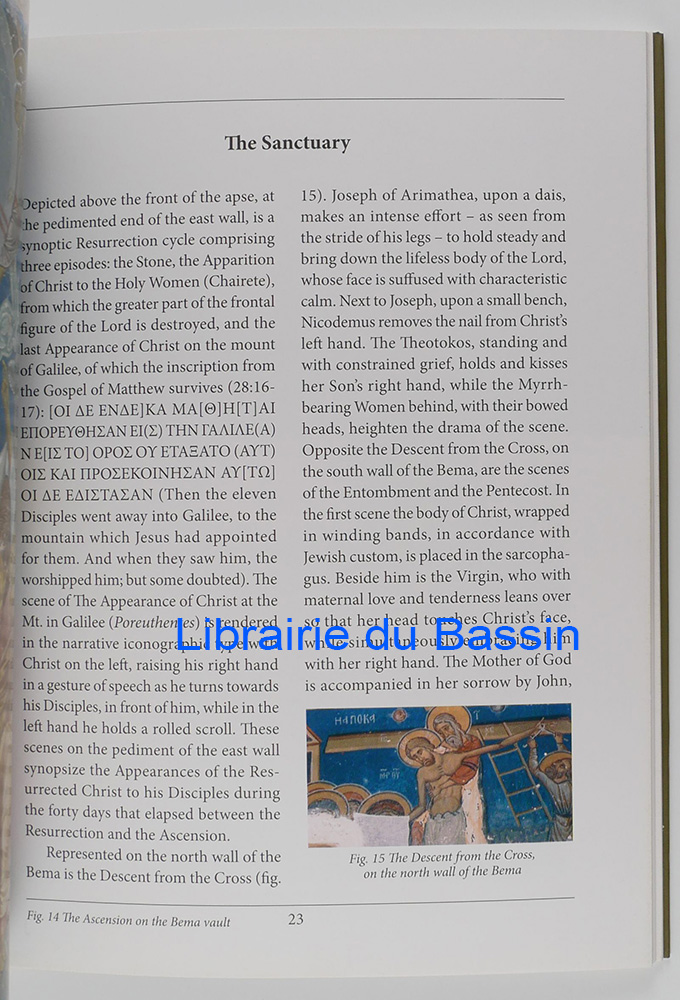 The Sanctuary
Depicted above the front of the apse, at
the pedimented end of the east wall, is a
synoptic Resurrection cycle comprising
three episodes: the Stone, the Apparition
of Christ to the Holy Women (Chairete),
from which the greater part of the frontal
figure of the Lord is destroyed, and the
last Appearance of Christ on the mount
of Galilee, of which the inscription from
the Gospel of Matthew survives (28:16-
17): [ΟΙ ΔΕ ΕΝΔΕ]ΚΑ ΜΑ[Θ]Η[Τ]ΑΙ
ΕΠΟΡΕΥΘΗΣΑΝ ΕΙ(Σ) ΤΗΝ ΓΑΛΙΛΕ(Α)
Ν Ε[ΙΣ ΤΟ] ΟΡΟΣ ΟΥ ΕΤΑΞΑΤΟ (ΑΥΤ)
ΟΙΣ ΚΑΙ ΠΡΟΣΕΚΟΙΝΗΣΑΝ ΑΥ[ΤΩ]
ΟΙ ΔΕ ΕΔΙΣΤΑΣΑΝ (Then the eleven
Disciples went away into Galilee, to the
mountain which Jesus had appointed
for them. And when they saw him, the
worshipped him; but some doubted). The
scene of The Appearance of Christ at the
Mt. in Galilee (Poreuthentes) is rendered
in the narrative iconographic type with
Christ on the left, raising his right hand
in a gesture of speech as he turns towards
his Disciples, in front of him, while in the
left hand he holds a rolled scroll. These
scenes on the pediment of the east wall
synopsize the Appearances of the Res-
urrected Christ to his Disciples during
the forty days that elapsed between the
Resurrection and the Ascension.
Represented on the north wall of the
Bema is the Descent from the Cross (fig.
15). Joseph of Arimathea, upon a dais,
makes an intense effort – as seen from
the stride of his legs – to hold steady and
bring down the lifeless body of the Lord,
whose face is suffused with characteristic
calm. Next to Joseph, upon a small bench,
Nicodemus removes the nail from Christ's
left hand. The Theotokos, standing and
with constrained grief, holds and kisses
her Son's right hand, while the Myrrh-
bearing Women behind, with their bowed
heads, heighten the drama of the scene.
Opposite the Descent from the Cross, on
the south wall of the Bema, are the scenes
of the Entombment and the Pentecost. In
the first scene the body of Christ, wrapped
in winding bands, in accordance with
Jewish custom, is placed in the sarcopha-
gus. Beside him is the Virgin, who with
maternal love and tenderness leans over
so that her head touches Christ's face,
while simultaneously embracing him
with her right hand. The Mother of God
is accompanied in her sorrow by John,
Librairie du Bassin
Η ΑΠΟΚΑ
Fig. 15 The Descent from the Cross,
on the north wall of the Bema
Fig. 14 The Ascension on the Bema vault
23